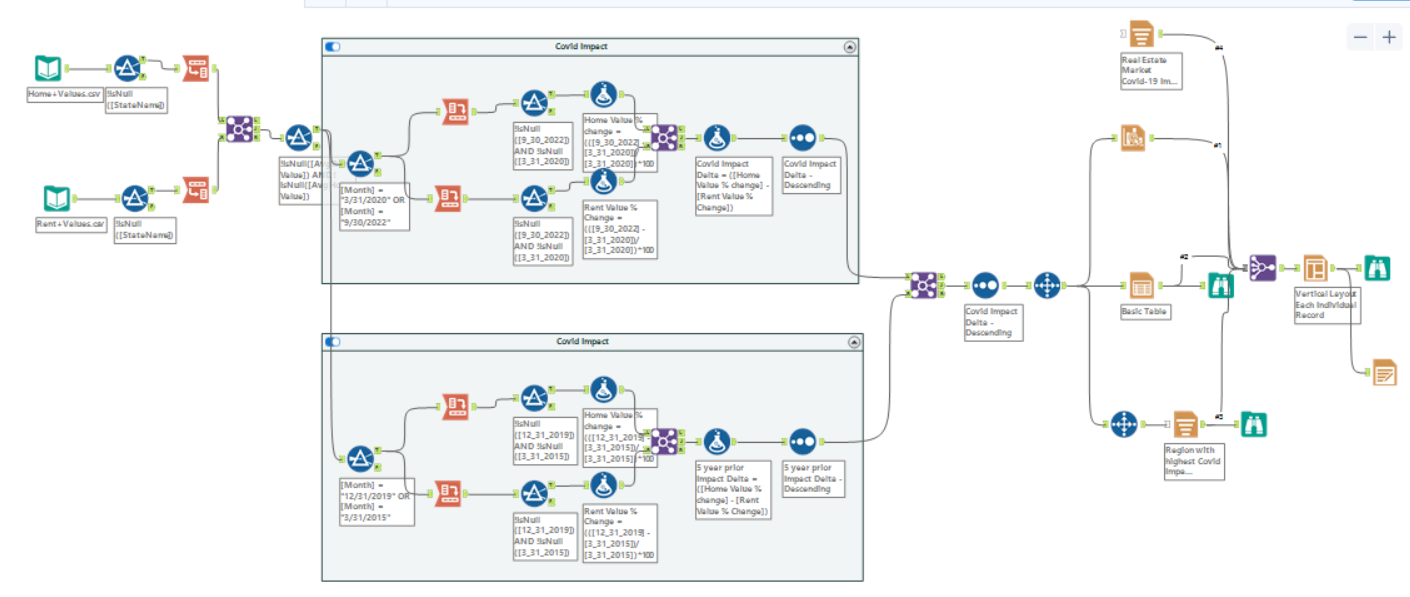 Home+Values.csv
!IsNull
([StateName])
Rent+Values.csv
!IsNull
([StateName])
Value])
IsNull([Avg
Value])
Covid Impact
[Month] =
"3/31/2020" OR
[Month] =
"9/30/2022"
!IsNull
([9_30_2022])
AND !IsNull
([3_31_2020])
Home Value %
change =
(([9_30_2022]
[3_31_2020])/
[3_31_2020])*100
!IsNull
([9_30_2022])
AND !IsNull
([3_31_2020])
Rent Value %
Change =
(([9_30_2022] -
[3_31_2020])/
[3_31_2020])*100
Covid Impact
Delta = ([Home
Value % change] -
[Rent Value %
Change])
Covid Impact
Delta -
Descending
Covid Impact
[Month] =
"12/31/2019" OR
[Month] =
"3/31/2015"
!IsNull
([12_31_2019])
AND !IsNull
([3_31_2015])
Home Value %
change =
(([12_31_2019] -
[3_31_2015])/
[3_31_2015])*100
!IsNull
([12_31_2019])
AND !IsNull
([3_31_2015])
Rent Value %
Change =
(([12_31_2019] -
[3_31_2015])/
[3_31_2015])*100
5 year prior
Impact Delta =
([Home Value %
change] - [Rent
Value % Change])
5 year prior
Impact Delta -
Descending
Covid Impact
Delta -
Descending
Real Estate
Market
Covid-19 Im...
#4
#1
#2
Basic Table
#3
Region with
highest Covid
Impa...
Vertical Layout
Each Individual
Record